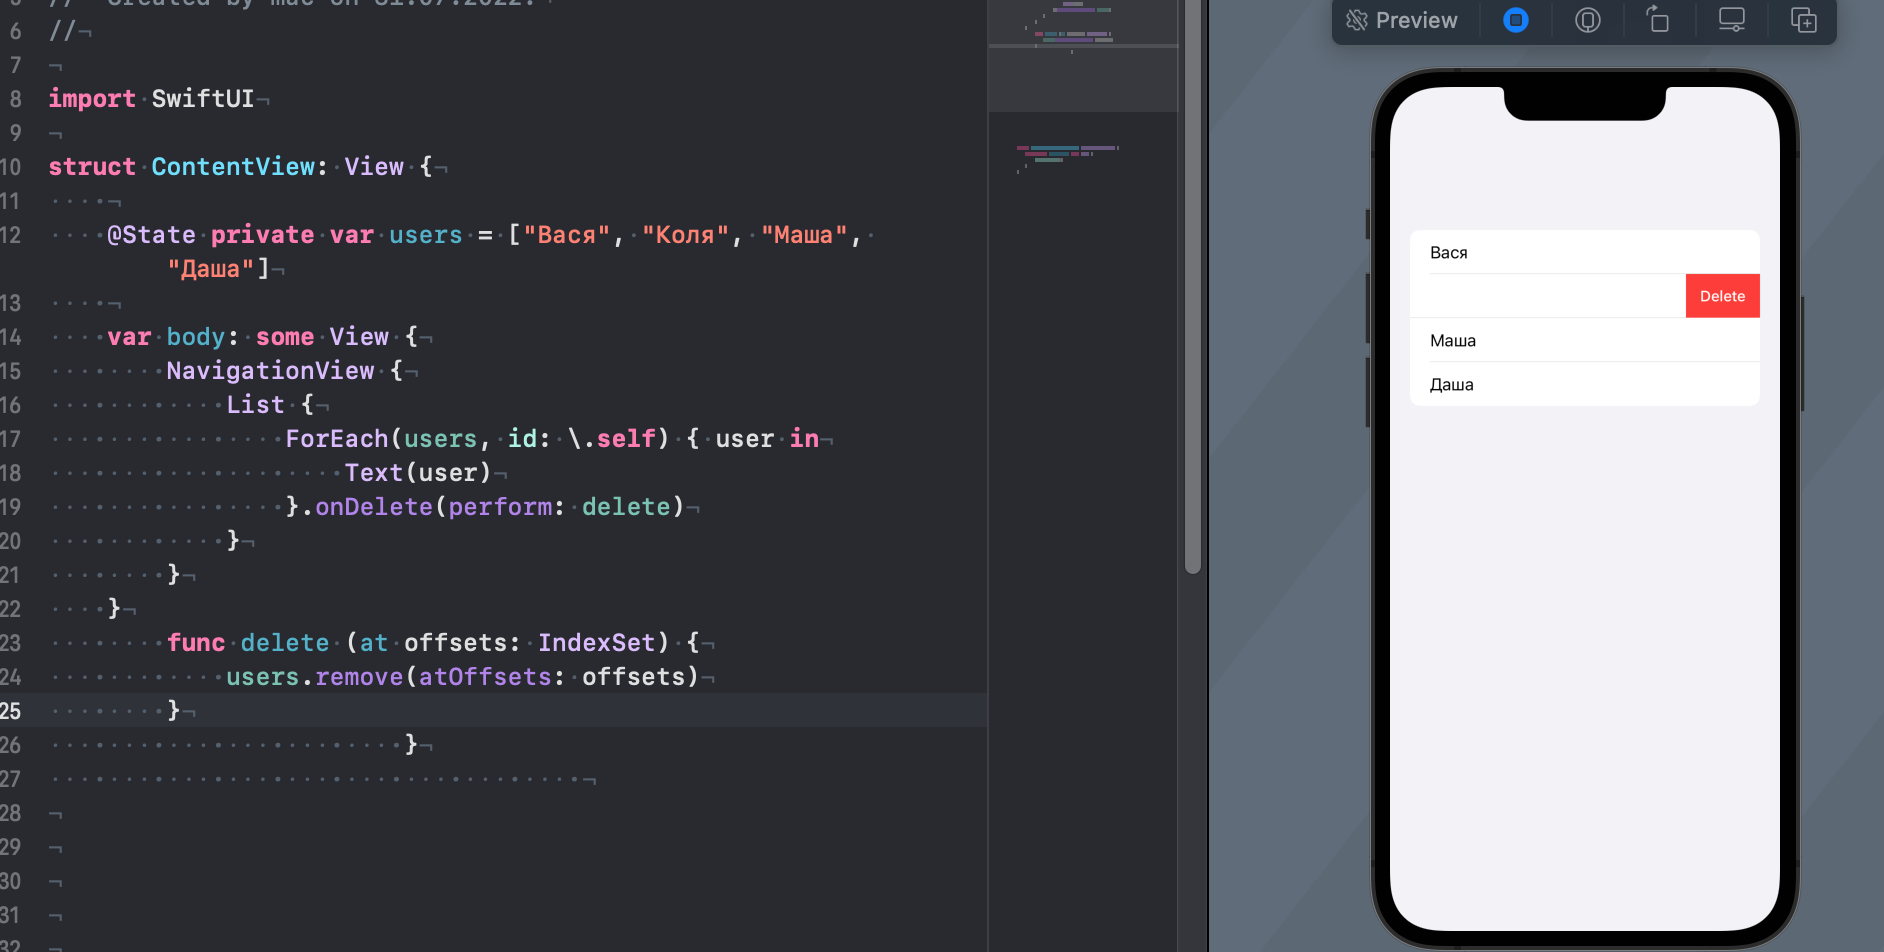 // Created by mac on 31.07.2022.
6 //
7
8 import SwiftUI
9
10 struct ContentView: View {
11
12 @State private var users = ["Вася", "Коля", "Маша",
"Даша"]
13
14 var body: some View {
15 NavigationView {
16 List {
17 ForEach(users, id: \.self) { user in
18 Text(user)
19 }.onDelete(perform: delete)
20 }
21 }
22 }
23 func delete (at offsets: IndexSet) {
24 users.remove(atOffsets: offsets)
25 }
26 }
27
28
29
30
31
32
Preview
Вася
Delete
Маша
Даша